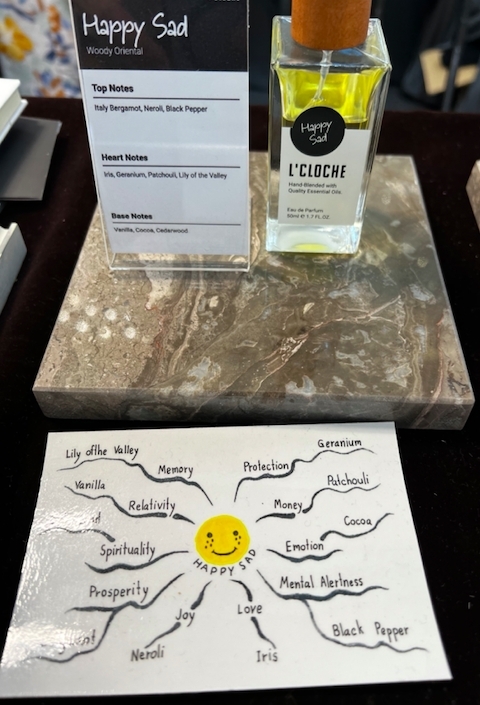 Happy Sad
Woody Oriental
Top Notes
Italy Bergamot, Neroli, Black Pepper
Heart Notes
Iris, Geranium, Patchouli, Lily of the Valley
Base Notes
Vanilla, Cocoa, Cedarwood
Happy
Sad
L'CLOCHE
Hand-Blended with
Quality Essential Oils
Eau de Parfum
50ml e 1.7 FL.OZ.
Lily ofthe Valley
Memory
Vanilla
Relativity
Spirituality
Prosperity
Joy
Neroli
Geranium
Protection
Patchouli
Money
Cocoa
Emotion
Mental Alertness
Black Pepper
Love
Iris
HAPPY SAD